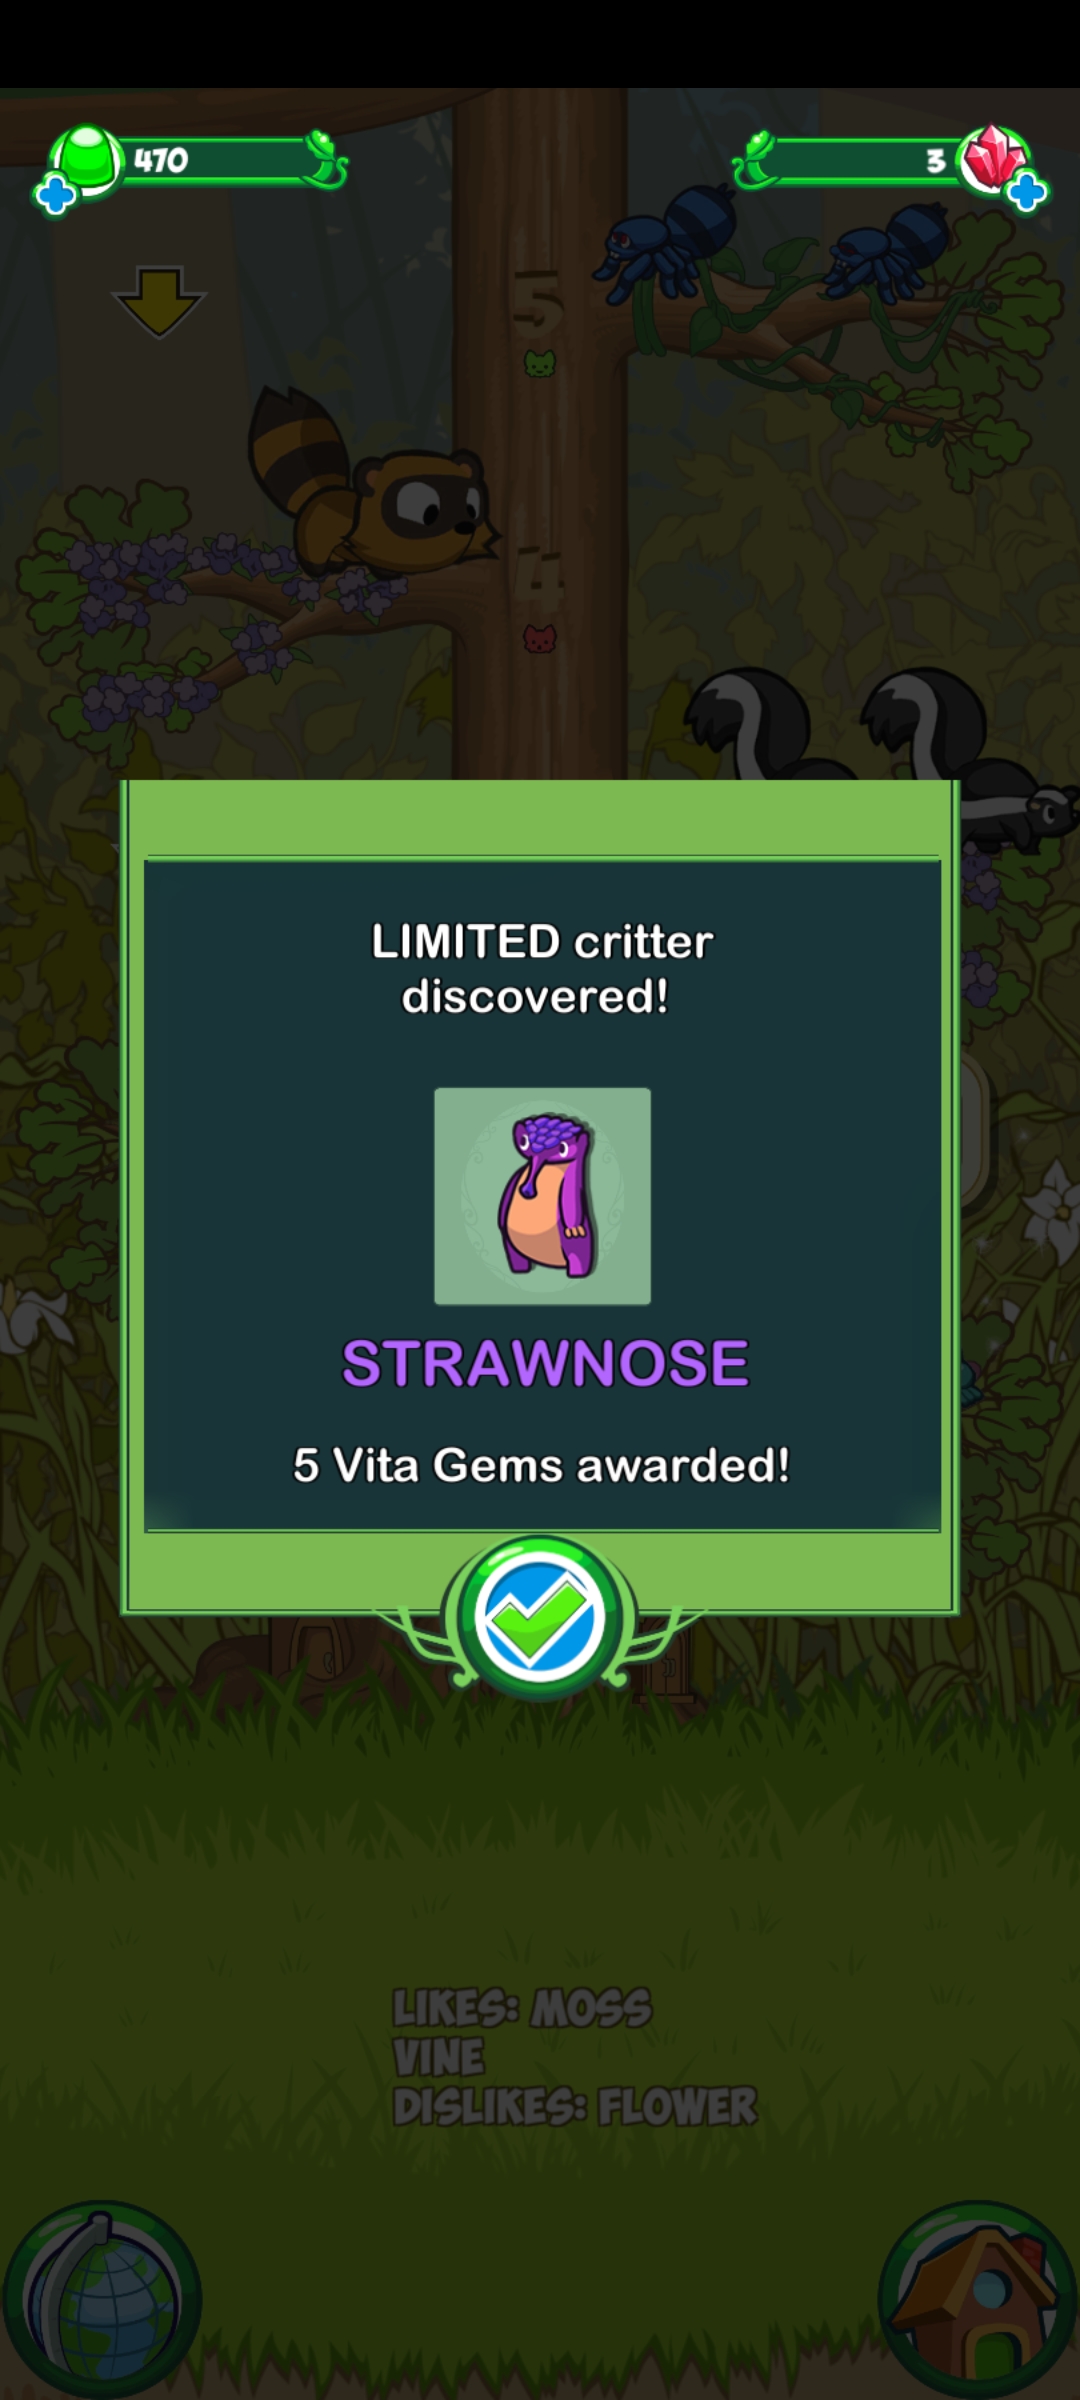 470
3
5
4
LIMITED critter
discovered!
STRAWNOSE
5 Vita Gems awarded!
LIKES: MOSS
VINE
DISLIKES: FLOWER